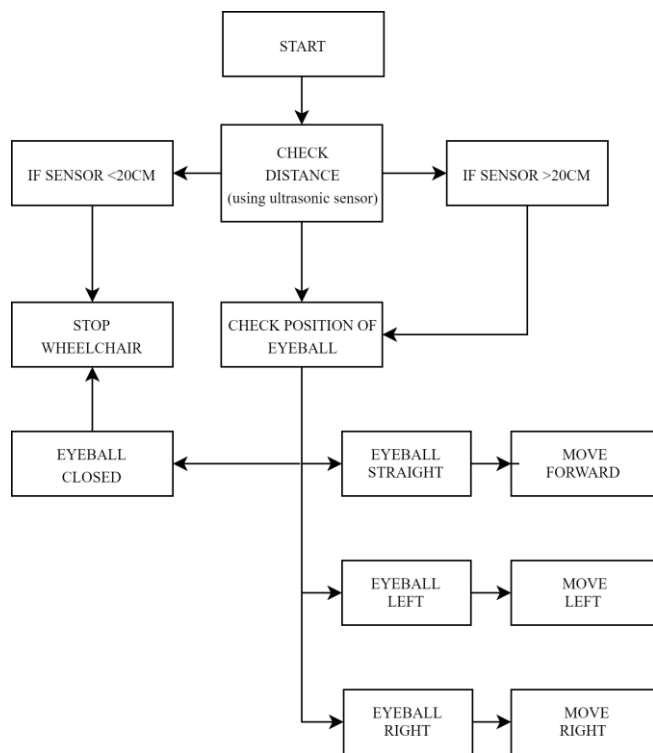 START
CHECK
DISTANCE
(using ultrasonic sensor)
IF SENSOR <20CM
IF SENSOR >20CM
STOP
WHEELCHAIR
CHECK POSITION OF
EYEBALL
EYEBALL
CLOSED
EYEBALL
STRAIGHT
MOVE
FORWARD
EYEBALL
LEFT
MOVE
LEFT
EYEBALL
RIGHT
MOVE
RIGHT